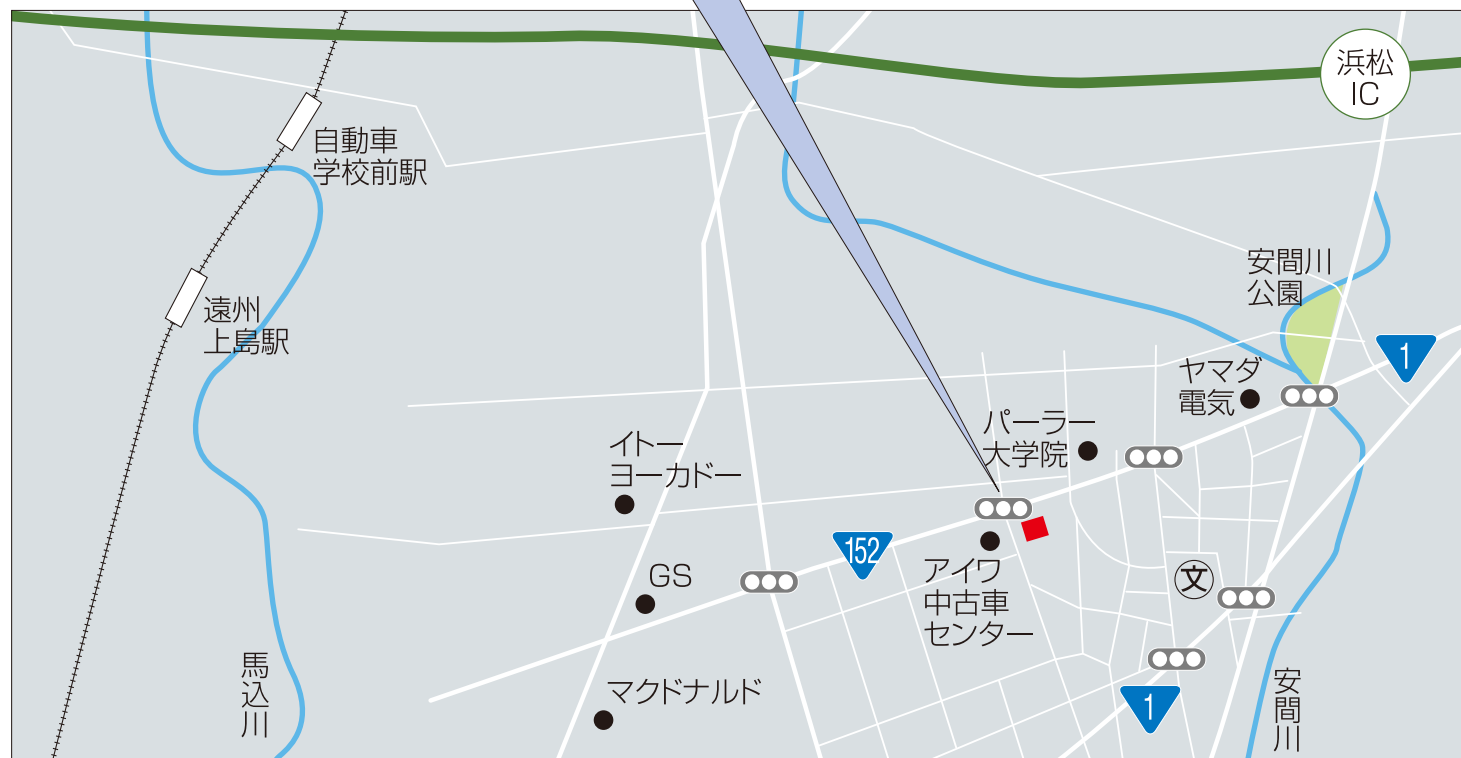 浜松
IC
自動車
学校前駅
遠州
上島駅
安間川
公園
1
ヤマダ
電気
パーラー
大学院
イトー
ヨーカドー
152
アイワ
中古車
センター
GS
文
マクドナルド
1
馬込川
安間川